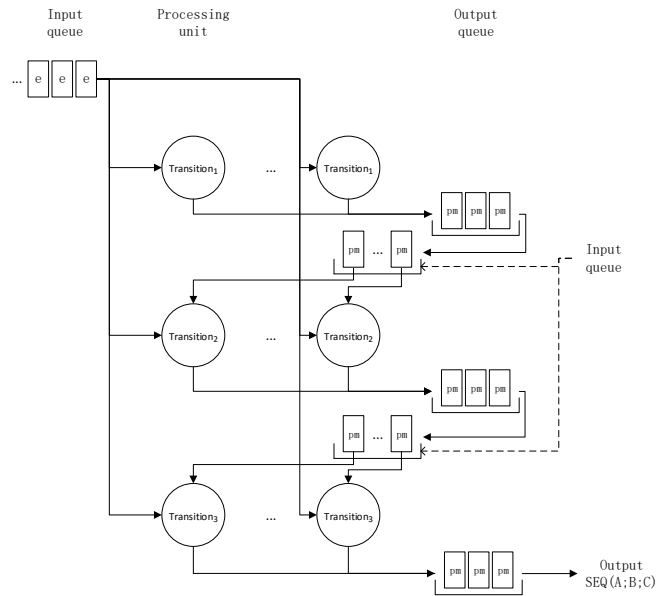 Input queue
Processing unit
Output queue
... e e e
Transition1 ... Transition1
pm pm pm
pm ... pm
Input queue
Transition2 ... Transition2
pm pm pm
pm ... pm
Transition3 ... Transition3
pm pm pm
Output
SEQ(A;B;C)